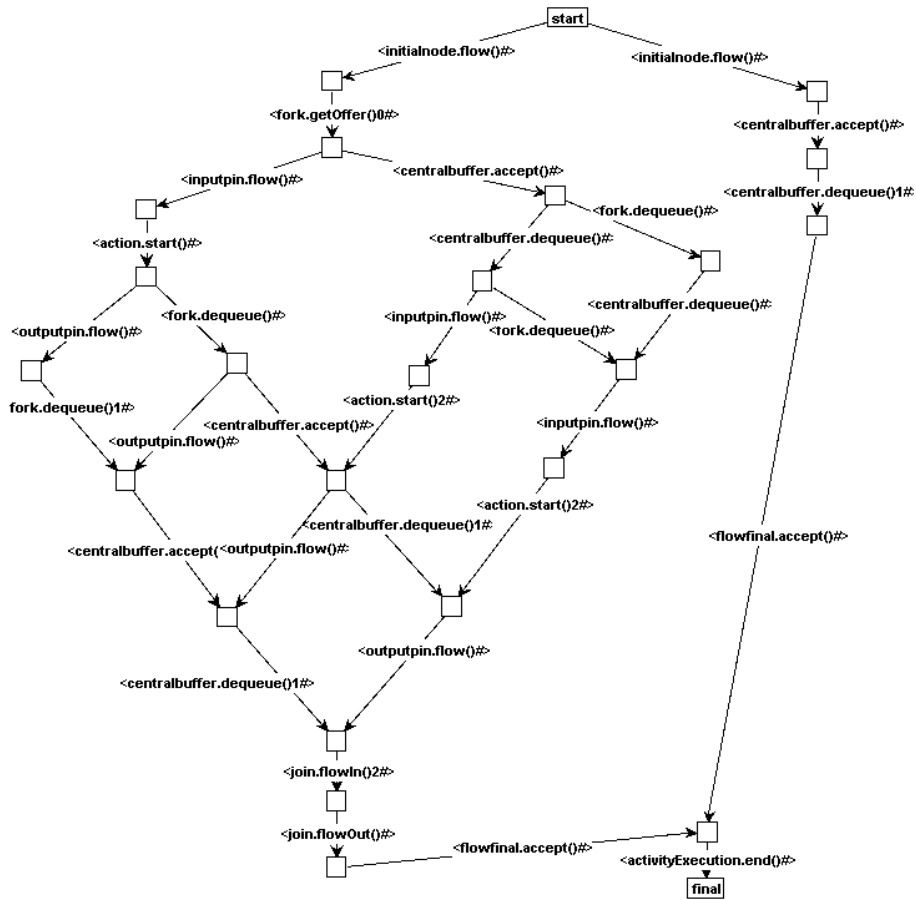 start
<initialnode.flow()#>
<initialnode.flow()#>
<fork.getOffer()0#>
<centralbuffer.accept()#>
<centralbuffer.accept()#>
<inputpin.flow()#>
<centralbuffer.dequeue()1#>
<fork.dequeue()#>
<action.start()#>
<centralbuffer.dequeue()#>
<centralbuffer.dequeue()#>
<fork.dequeue()#>
<inputpin.flow()#>
<outputpin.flow()#>
<fork.dequeue()#>
<action.start()2#>
fork.dequeue()1#>
<centralbuffer.accept()#>
<inputpin.flow()#>
<outputpin.flow()#>
<action.start()2#>
<centralbuffer.dequeue()1#
<flowfinal.accept()#>
<centralbuffer.accept(
<outputpin.flow()#>
<outputpin.flow()#>
<centralbuffer.dequeue()1#>
<join.flowIn()2#>
<join.flowOut()#>
<flowfinal.accept()#>
<activityExecution.end()#>
final